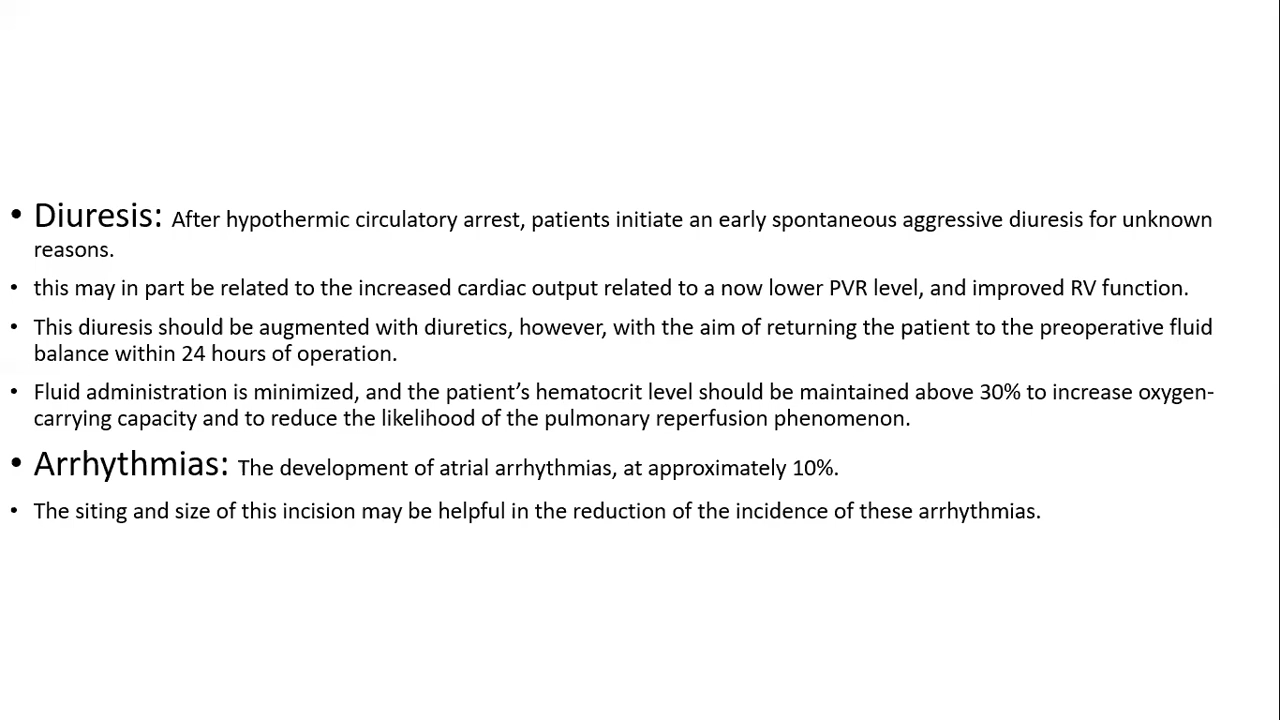 • Diuresis: After hypothermic circulatory arrest, patients initiate an early spontaneous aggressive diuresis for unknown
reasons.
• this may in part be related to the increased cardiac output related to a now lower PVR level, and improved RV function.
• This diuresis should be augmented with diuretics, however, with the aim of returning the patient to the preoperative fluid
balance within 24 hours of operation.
• Fluid administration is minimized, and the patient’s hematocrit level should be maintained above 30% to increase oxygen-
carrying capacity and to reduce the likelihood of the pulmonary reperfusion phenomenon.
• Arrhythmias: The development of atrial arrhythmias, at approximately 10%.
• The siting and size of this incision may be helpful in the reduction of the incidence of these arrhythmias.